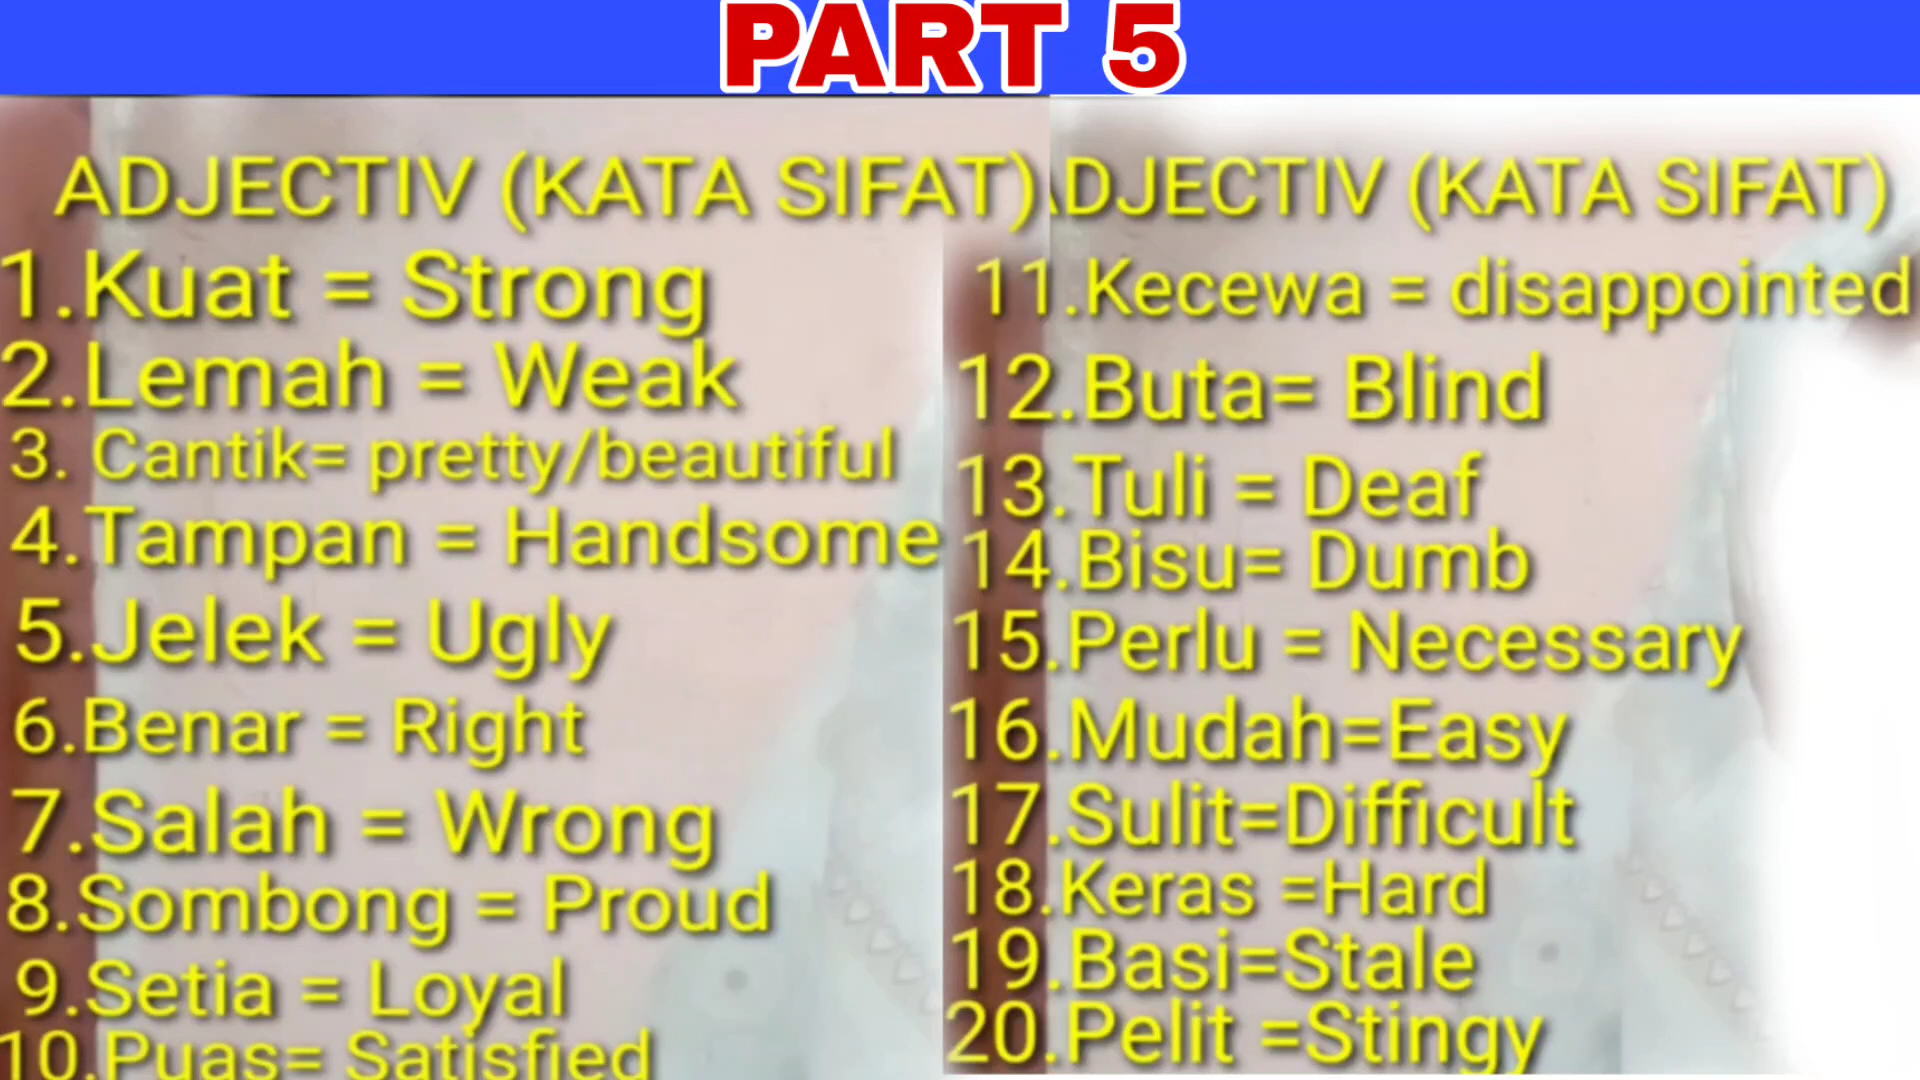 PART 5
ADJECTIV (KATA SIFAT)
1.Kuat = Strong
2.Lemah = Weak
3. Cantik= pretty/beautiful
4.Tampan = Handsome
5.Jelek = Ugly
6.Benar = Right
7.Salah = Wrong
8.Sombong = Proud
9.Setia = Loyal
10.Puas= Satisfied
DJECTIV (KATA SIFAT)
11.Kecewa = disappointed
12.Buta= Blind
13.Tuli = Deaf
14.Bisu= Dumb
15.Perlu = Necessary
16.Mudah=Easy
17.Sulit=Difficult
18.Keras =Hard
19.Basi=Stale
20.Pelit =Stingy